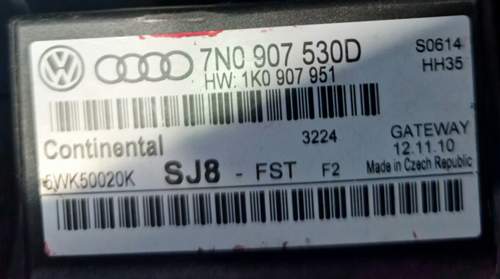 7N0 907 530D S0614
HW: 1K0 907 951 HH35
Continental 3224 GATEWAY
5WK50020K SJ8 - FST F2 12.11.10
Made in Czech Republic